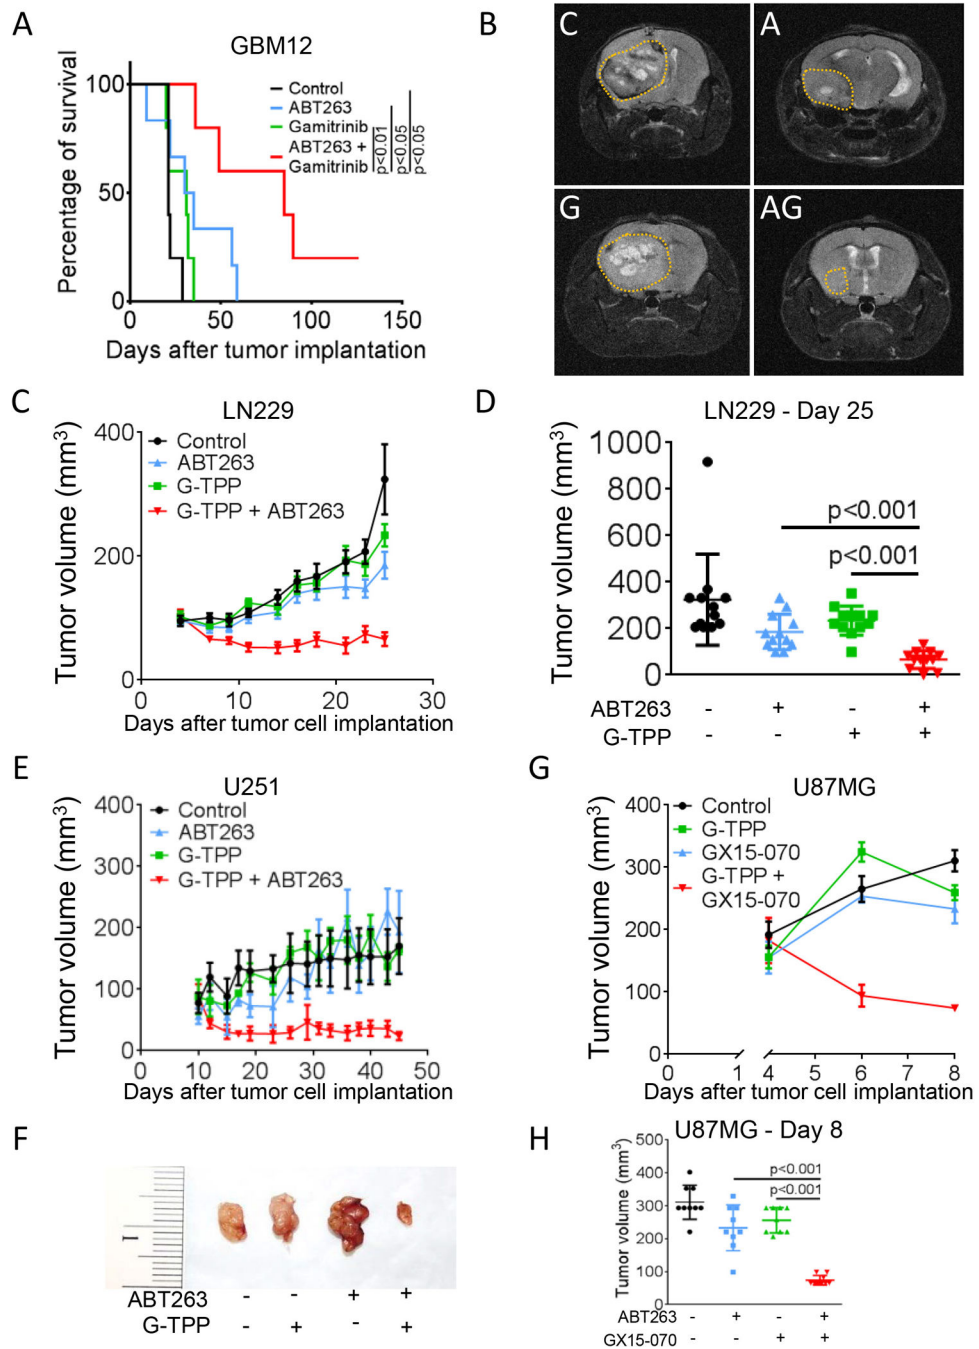 A
GBM12
Percentage of survival
100
50
0
0 50 100 150
Days after tumor implantation
Control
ABT263
Gamitrinib
ABT263 +
Gamitrinib
p<0.01
p<0.05
p<0.05
B
C
A
G
AG
C
LN229
Tumor volume (mm³)
400
200
0
0 10 20 30
Days after tumor cell implantation
Control
ABT263
G-TPP
G-TPP + ABT263
D
LN229 - Day 25
Tumor volume (mm³)
1000
800
600
400
200
0
p<0.001
p<0.001
ABT263 - + - +
G-TPP - - + +
E
U251
Tumor volume (mm³)
400
300
200
100
0
0 10 20 30 40 50
Days after tumor cell implantation
Control
ABT263
G-TPP
G-TPP + ABT263
G
U87MG
Tumor volume (mm³)
400
300
200
100
0
0 1 4 5 6 7 8
Days after tumor cell implantation
Control
G-TPP
GX15-070
G-TPP +
GX15-070
F
1
ABT263 - - + +
G-TPP - + - +
H
U87MG - Day 8
Tumor volume (mm³)
500
400
300
200
100
0
p<0.001
p<0.001
ABT263 - + - +
GX15-070 - - + +